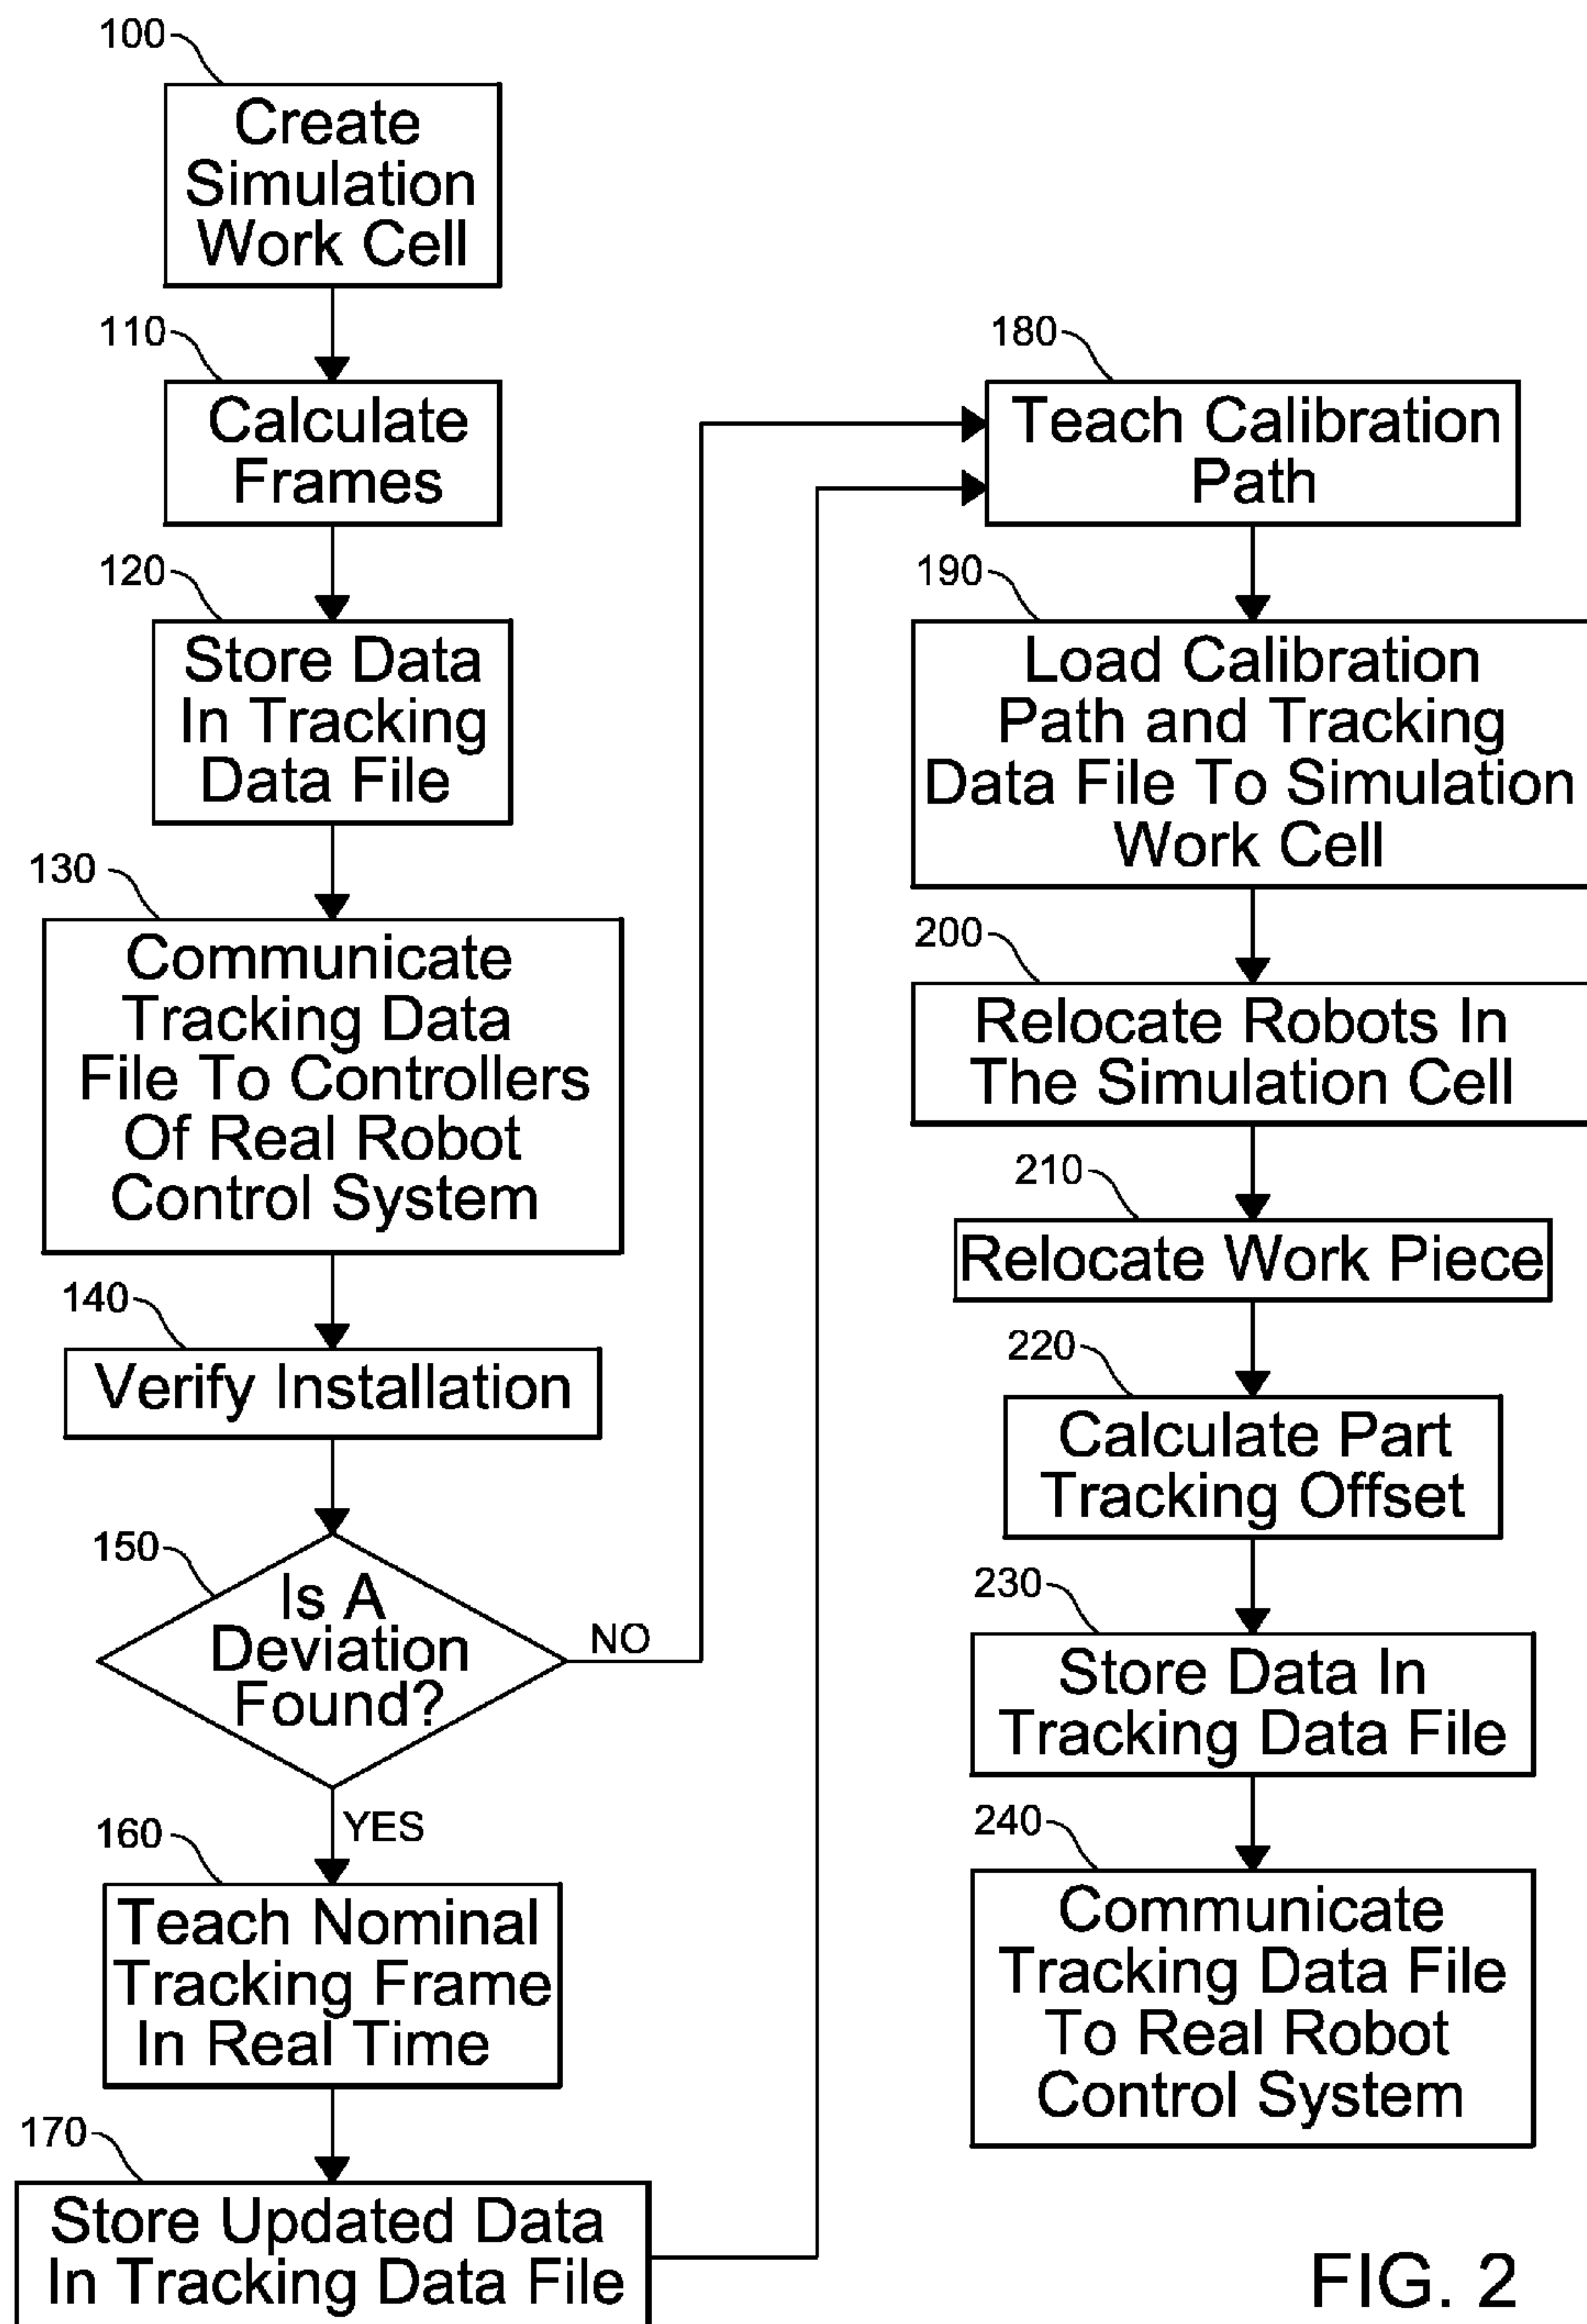 100
Create
Simulation
Work Cell
110
Calculate
Frames
120
Store Data
In Tracking
Data File
130
Communicate
Tracking Data
File To Controllers
Of Real Robot
Control System
140
Verify Installation
150
Is A
Deviation
Found?
NO
YES
160
Teach Nominal
Tracking Frame
In Real Time
170
Store Updated Data
In Tracking Data File
180
Teach Calibration
Path
190
Load Calibration
Path and Tracking
Data File To Simulation
Work Cell
200
Relocate Robots In
The Simulation Cell
210
Relocate Work Piece
220
Calculate Part
Tracking Offset
230
Store Data In
Tracking Data File
240
Communicate
Tracking Data File
To Real Robot
Control System
FIG. 2